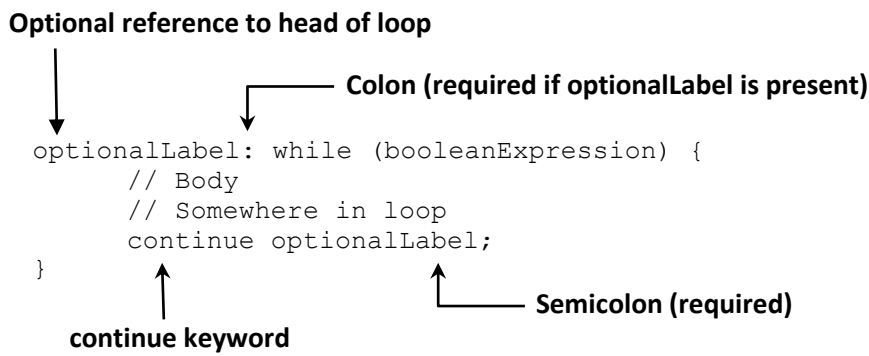 Optional reference to head of loop
Colon (required if optionalLabel is present)
optionalLabel: while (booleanExpression) {
// Body
// Somewhere in loop
continue optionalLabel;
}
Semicolon (required)
continue keyword